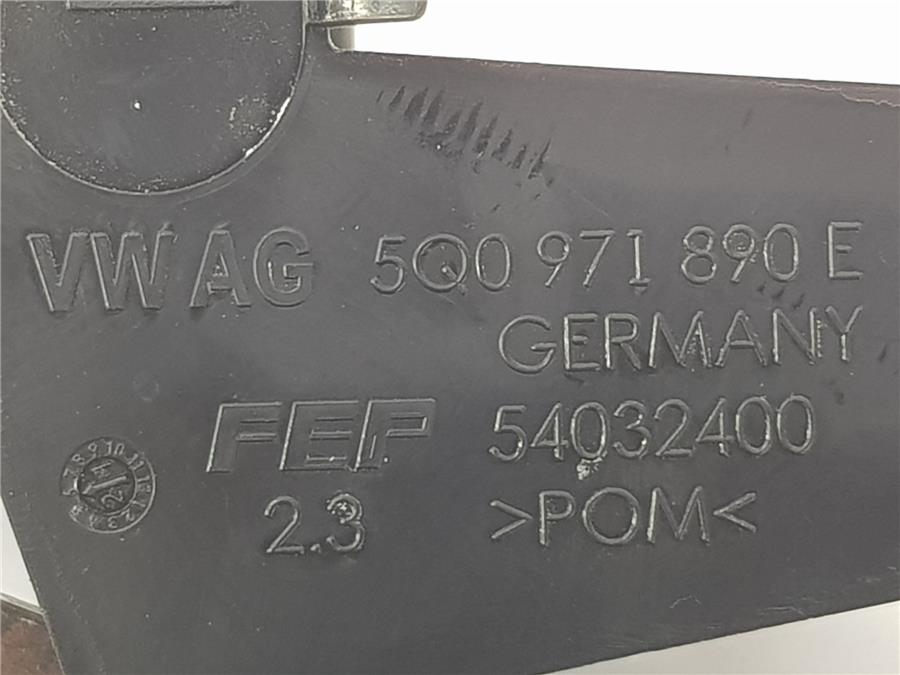 VW AG 5Q0 971 890 E
GERMANY
FEP 54032400
2.3 >POM<